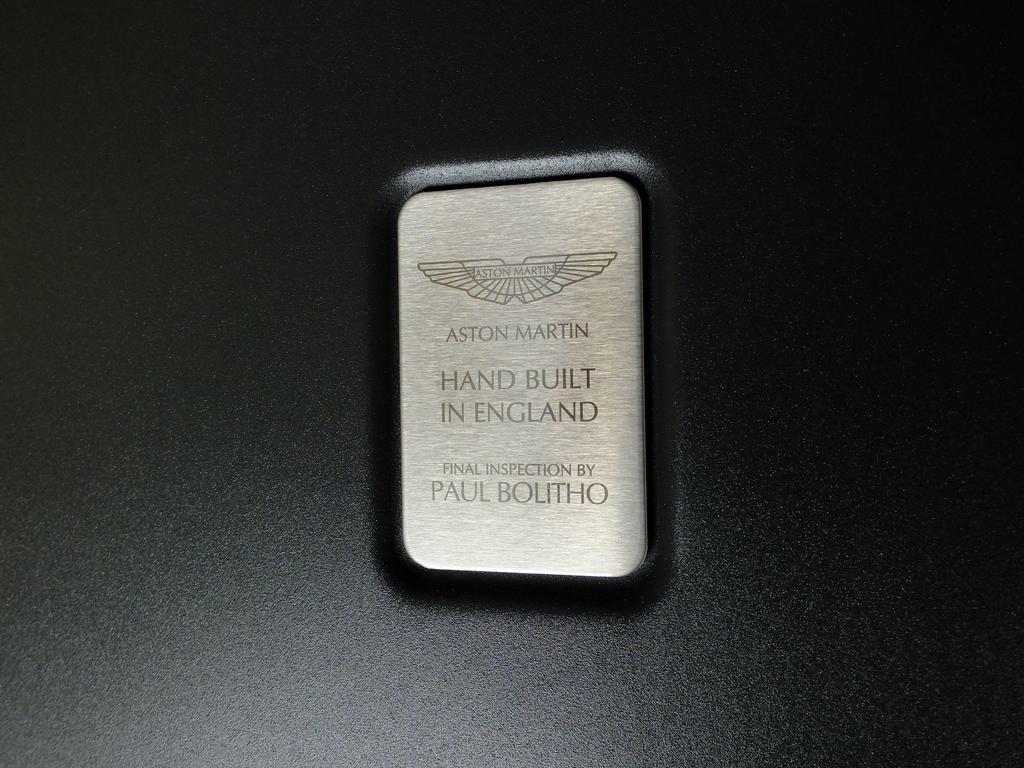 ASTON MARTIN
ASTON MARTIN
HAND BUILT
IN ENGLAND
FINAL INSPECTION BY
PAUL BOLITHO